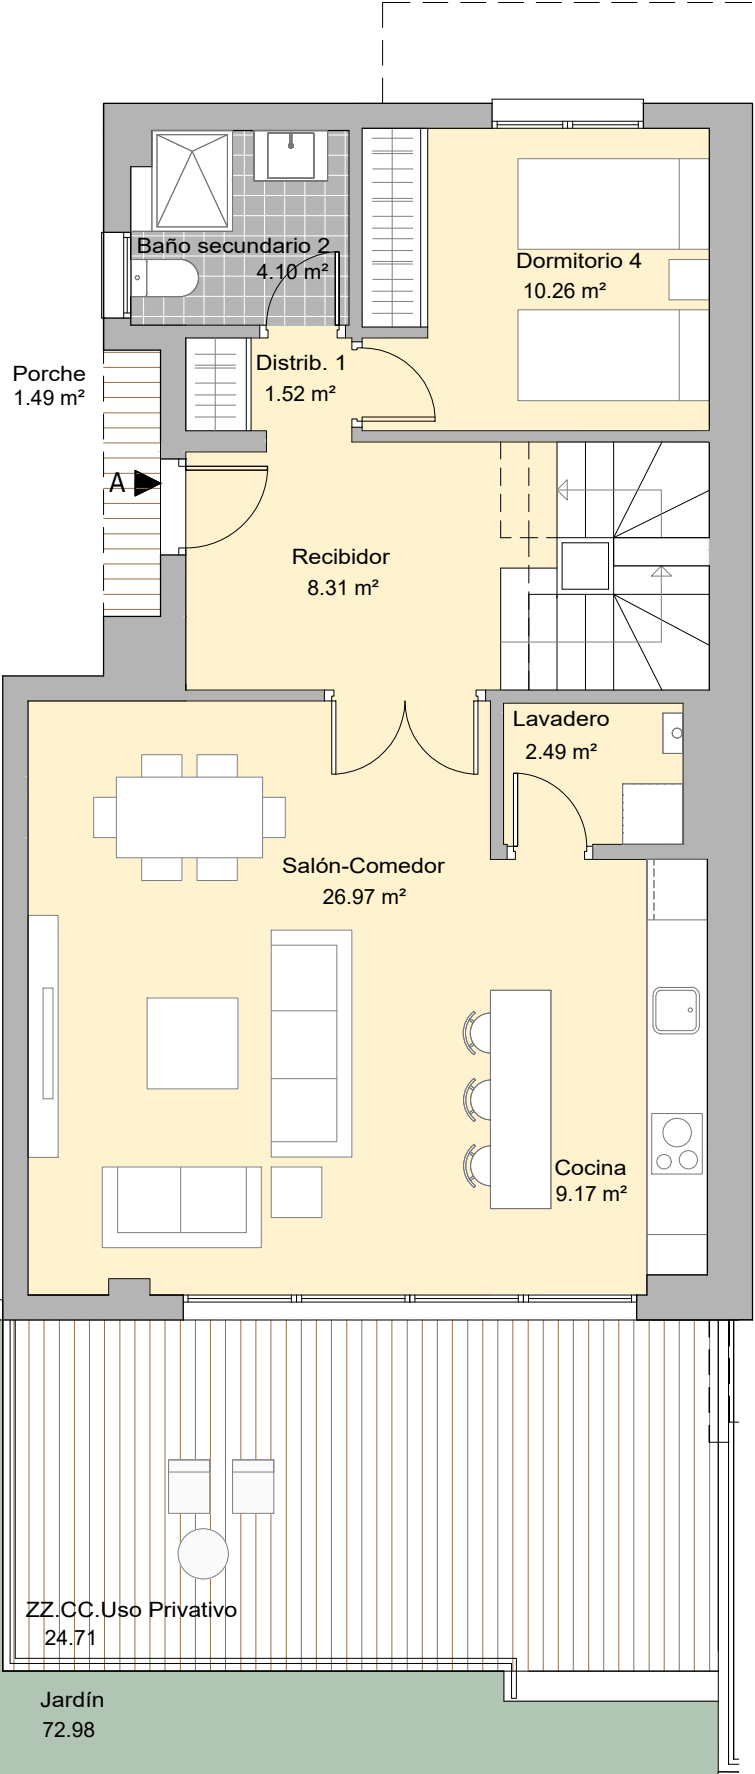 Baño secundario 2
4.10 m²
Dormitorio 4
10.26 m²
Distrib. 1
1.52 m²
Porche
1.49 m²
A
Recibidor
8.31 m²
Lavadero
2.49 m²
Salón-Comedor
26.97 m²
Cocina
9.17 m²
ZZ.CC.Uso Privativo
24.71
Jardín
72.98